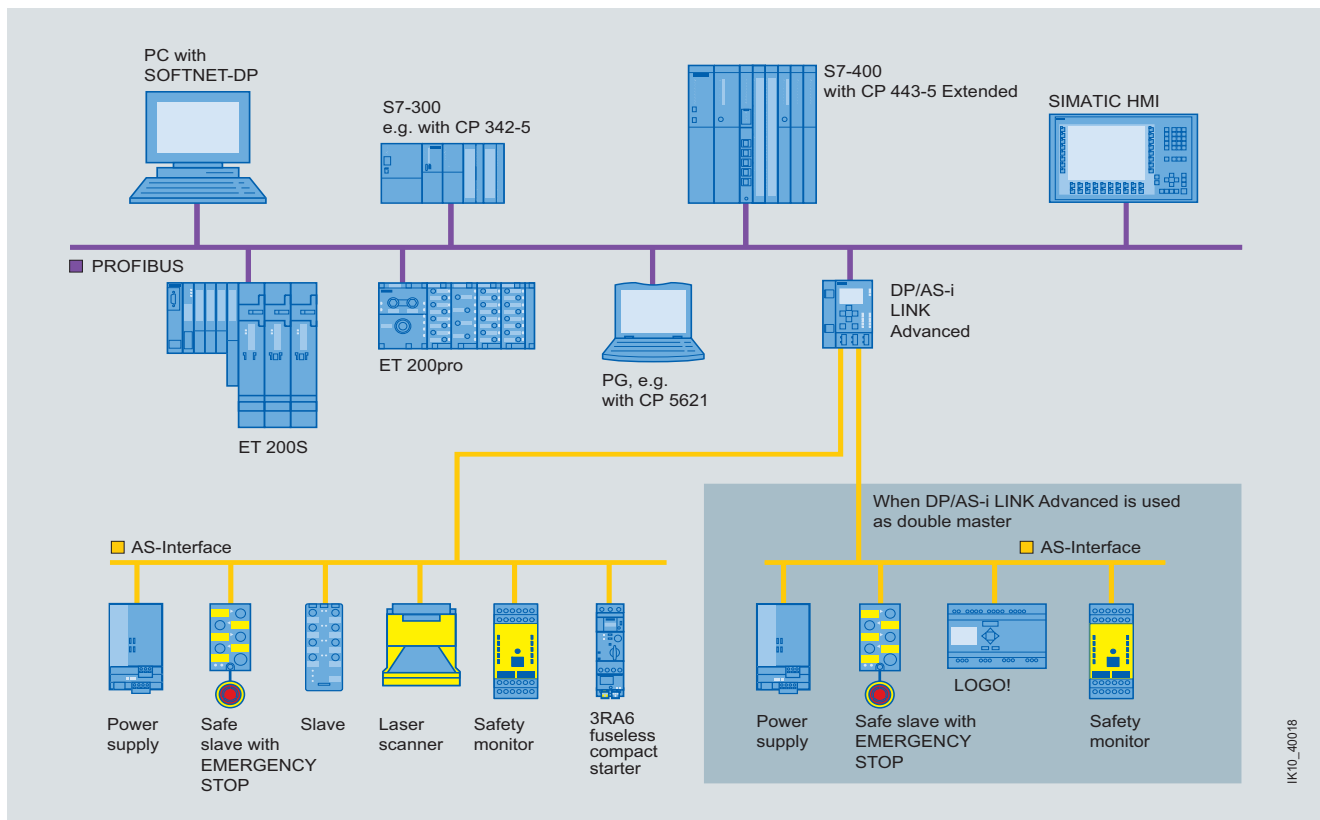 PC with
SOFTNET-DP
S7-300
e.g. with CP 342-5
S7-400
with CP 443-5 Extended
SIMATIC HMI
PROFIBUS
ET 200S
ET 200pro
PG, e.g.
with CP 5621
DP/AS-i
LINK
Advanced
When DP/AS-i LINK Advanced is used
as double master
AS-Interface
AS-Interface
Power
supply
Safe
slave with
EMERGENCY
STOP
Slave
Laser
scanner
Safety
monitor
3RA6
fuseless
compact
starter
Power
supply
Safe slave with
EMERGENCY
STOP
LOGO!
Safety
monitor
IK10_40018